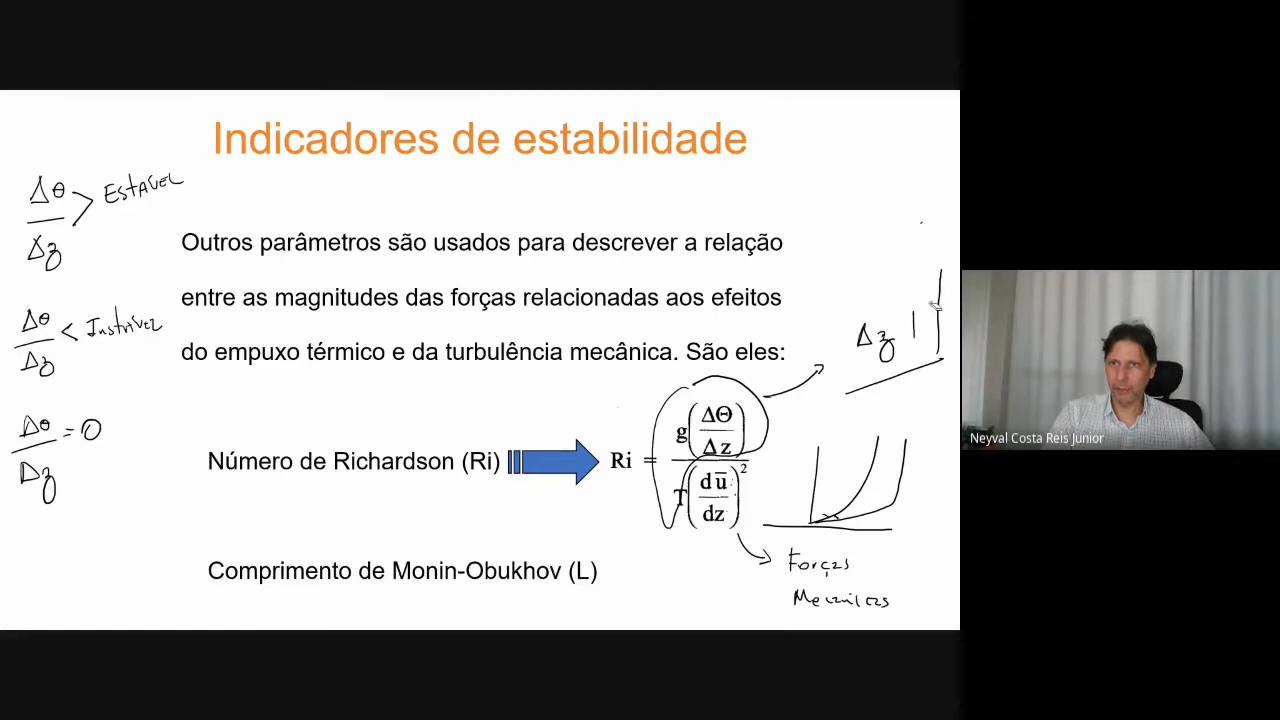 Indicadores de estabilidade
Δθ
Δz
> ESTÁVEL
Outros parâmetros são usados para descrever a relação
entre as magnitudes das forças relacionadas aos efeitos
do empuxo térmico e da turbulência mecânica. São eles:
Δθ
Δz
<
Δz
Δθ
Δz
= 0
Número de Richardson (Ri)
Ri = g(ΔΘ/Δz) / T(dū/dz)²
Forças
Mecânicas
Comprimento de Monin-Obukhov (L)
Neyval Costa Reis Junior